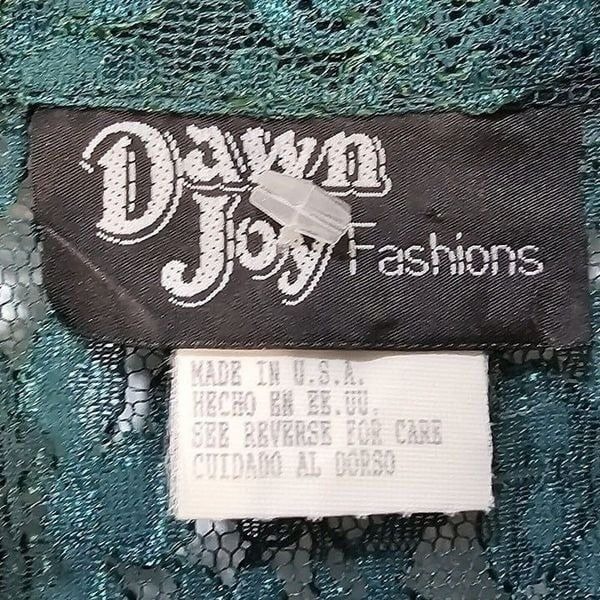 Dawn
Joy Fashions
MADE IN U.S.A.
HECHO EN EE.UU.
SEE REVERSE FOR CARE
CUIDADO AL DORSO